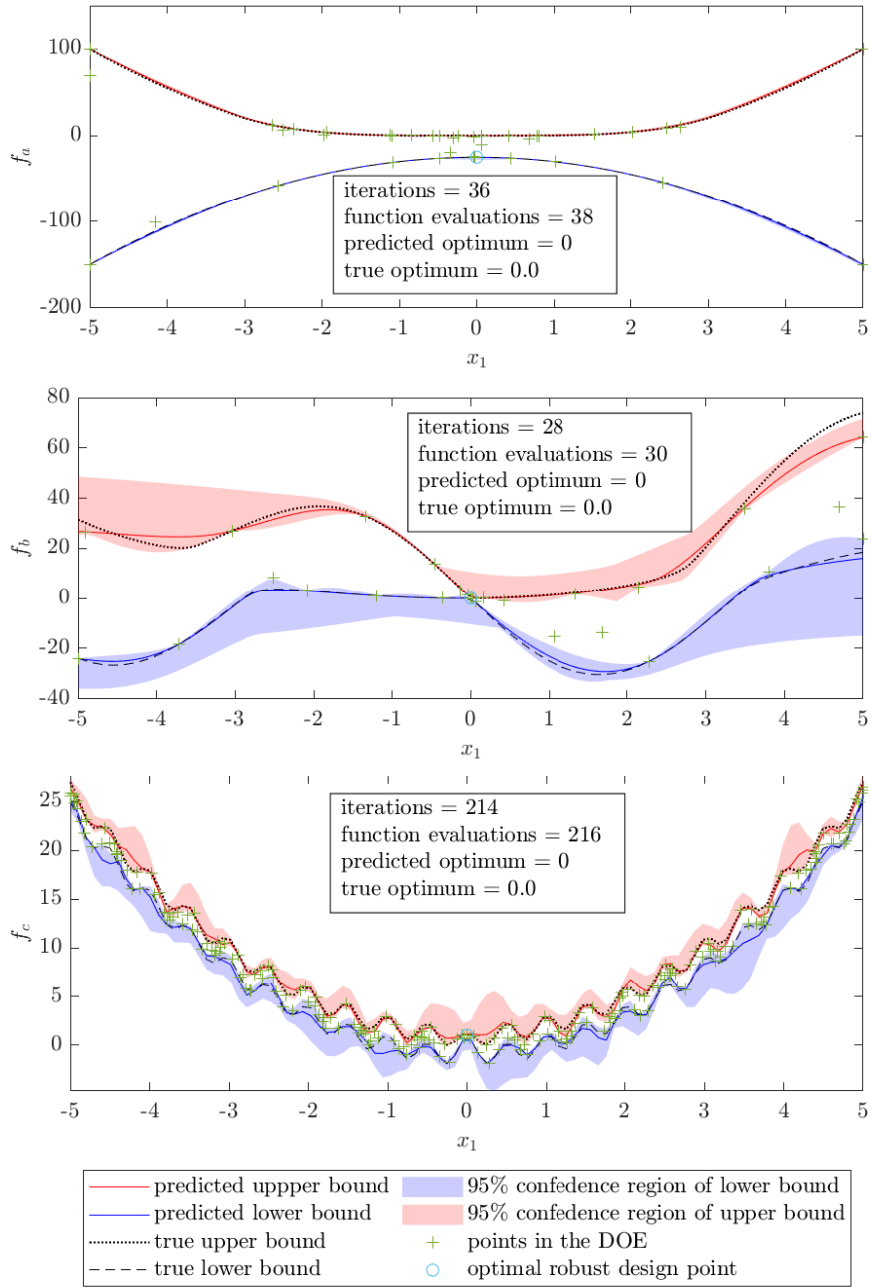 100
0
-100
-200
f_a
iterations = 36
function evaluations = 38
predicted optimum = 0
true optimum = 0.0
-5 -4 -3 -2 -1 0 1 2 3 4 5
x_1
80
60
40
20
0
-20
-40
f_b
iterations = 28
function evaluations = 30
predicted optimum = 0
true optimum = 0.0
-5 -4 -3 -2 -1 0 1 2 3 4 5
x_1
25
20
15
10
5
0
f_c
iterations = 214
function evaluations = 216
predicted optimum = 0
true optimum = 0.0
-5 -4 -3 -2 -1 0 1 2 3 4 5
x_1
predicted uppper bound
predicted lower bound
true upper bound
true lower bound
95% confedence region of lower bound
95% confedence region of upper bound
points in the DOE
optimal robust design point